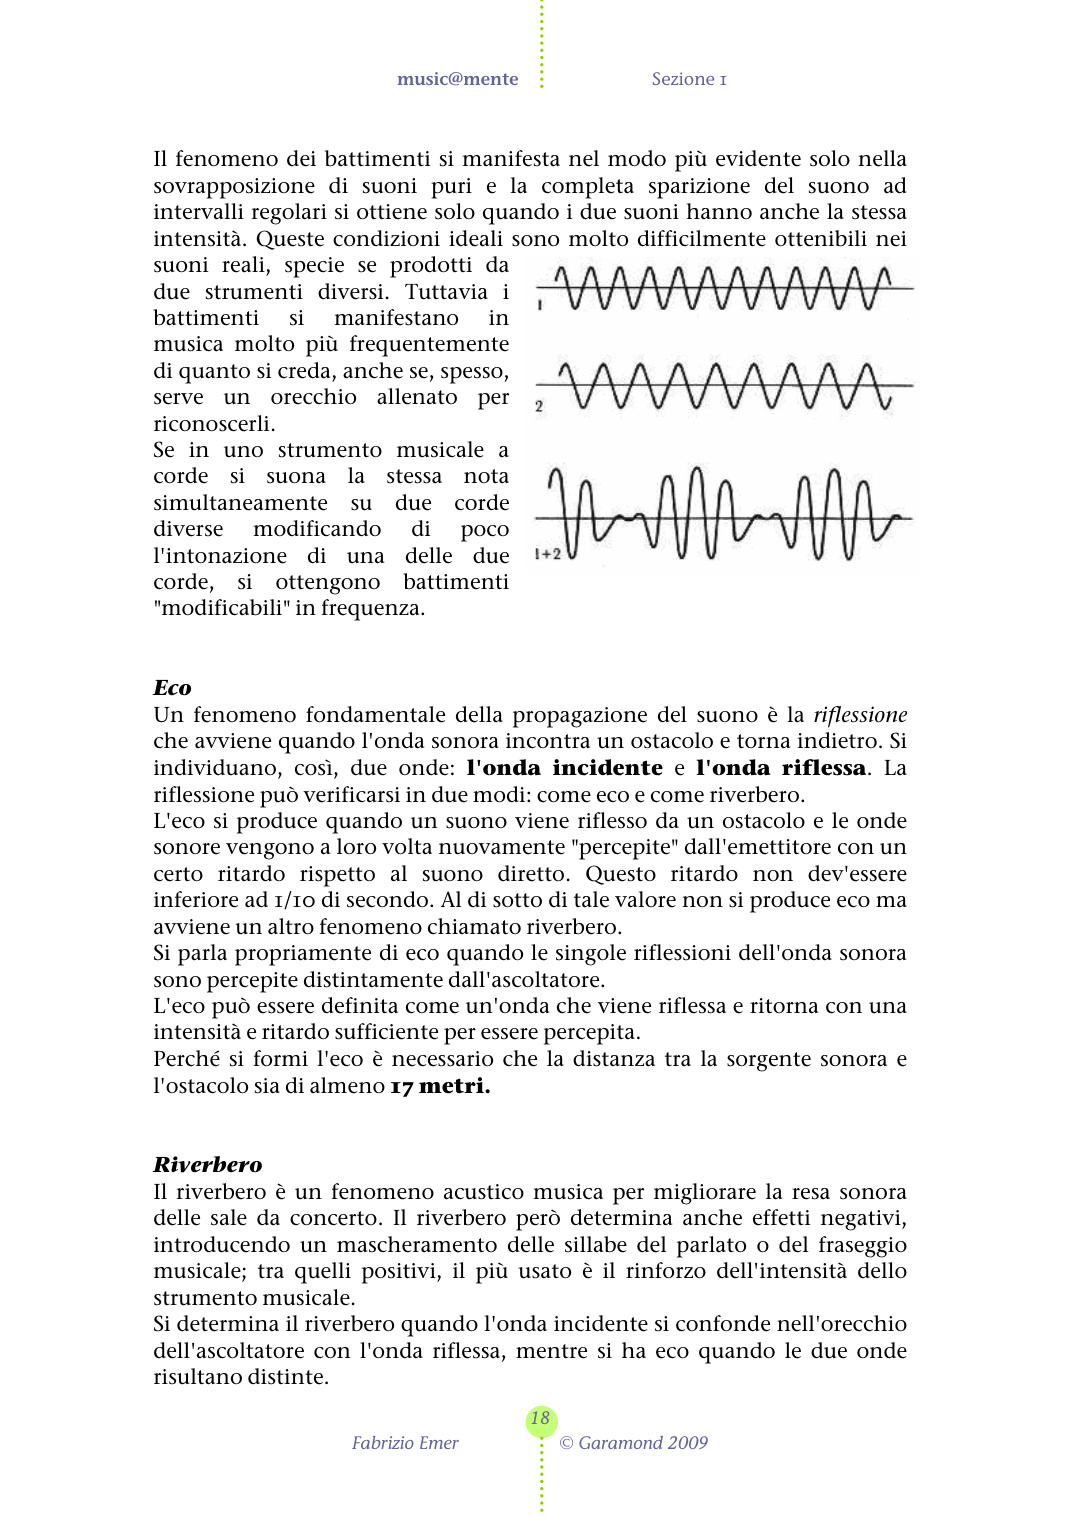 music@mente
Sezione 1
Il fenomeno dei battimenti si manifesta nel modo più evidente solo nella
sovrapposizione di suoni puri e la completa sparizione del suono ad
intervalli regolari si ottiene solo quando i due suoni hanno anche la stessa
intensità. Queste condizioni ideali sono molto difficilmente ottenibili nei
suoni reali, specie se prodotti da
due strumenti diversi. Tuttavia i
battimenti si manifestano in
musica molto più frequentemente
di quanto si creda, anche se, spesso,
serve un orecchio allenato per
riconoscerli.
Se in uno strumento musicale a
corde si suona la stessa nota
simultaneamente su due corde
diverse modificando di poco
l'intonazione di una delle due
corde, si ottengono battimenti
"modificabili" in frequenza.
1
2
1+2
Eco
Un fenomeno fondamentale della propagazione del suono è la riflessione
che avviene quando l'onda sonora incontra un ostacolo e torna indietro. Si
individuano, così, due onde: l'onda incidente e l'onda riflessa. La
riflessione può verificarsi in due modi: come eco e come riverbero.
L'eco si produce quando un suono viene riflesso da un ostacolo e le onde
sonore vengono a loro volta nuovamente "percepite" dall'emettitore con un
certo ritardo rispetto al suono diretto. Questo ritardo non dev'essere
inferiore ad 1/10 di secondo. Al di sotto di tale valore non si produce eco ma
avviene un altro fenomeno chiamato riverbero.
Si parla propriamente di eco quando le singole riflessioni dell'onda sonora
sono percepite distintamente dall'ascoltatore.
L'eco può essere definita come un'onda che viene riflessa e ritorna con una
intensità e ritardo sufficiente per essere percepita.
Perché si formi l'eco è necessario che la distanza tra la sorgente sonora e
l'ostacolo sia di almeno 17 metri.
Riverbero
Il riverbero è un fenomeno acustico musica per migliorare la resa sonora
delle sale da concerto. Il riverbero però determina anche effetti negativi,
introducendo un mascheramento delle sillabe del parlato o del fraseggio
musicale; tra quelli positivi, il più usato è il rinforzo dell'intensità dello
strumento musicale.
Si determina il riverbero quando l'onda incidente si confonde nell'orecchio
dell'ascoltatore con l'onda riflessa, mentre si ha eco quando le due onde
risultano distinte.
18
Fabrizio Emer
© Garamond 2009